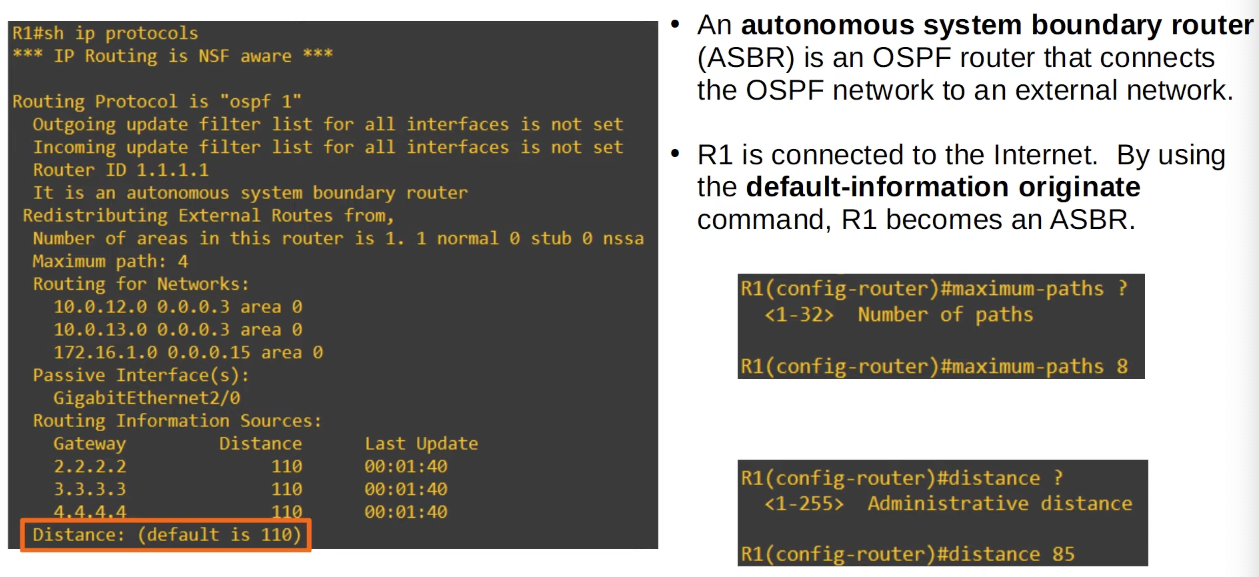 R1#sh ip protocols
*** IP Routing is NSF aware ***
Routing Protocol is "ospf 1"
Outgoing update filter list for all interfaces is not set
Incoming update filter list for all interfaces is not set
Router ID 1.1.1.1
It is an autonomous system boundary router
Redistributing External Routes from,
Number of areas in this router is 1. 1 normal 0 stub 0 nssa
Maximum path: 4
Routing for Networks:
10.0.12.0 0.0.0.3 area 0
10.0.13.0 0.0.0.3 area 0
172.16.1.0 0.0.0.15 area 0
Passive Interface(s):
GigabitEthernet2/0
Routing Information Sources:
Gateway Distance Last Update
2.2.2.2 110 00:01:40
3.3.3.3 110 00:01:40
4.4.4.4 110 00:01:40
Distance: (default is 110)
• An autonomous system boundary router
(ASBR) is an OSPF router that connects
the OSPF network to an external network.
• R1 is connected to the Internet. By using
the default-information originate
command, R1 becomes an ASBR.
R1(config-router)#maximum-paths ?
<1-32> Number of paths
R1(config-router)#maximum-paths 8
R1(config-router)#distance ?
<1-255> Administrative distance
R1(config-router)#distance 85